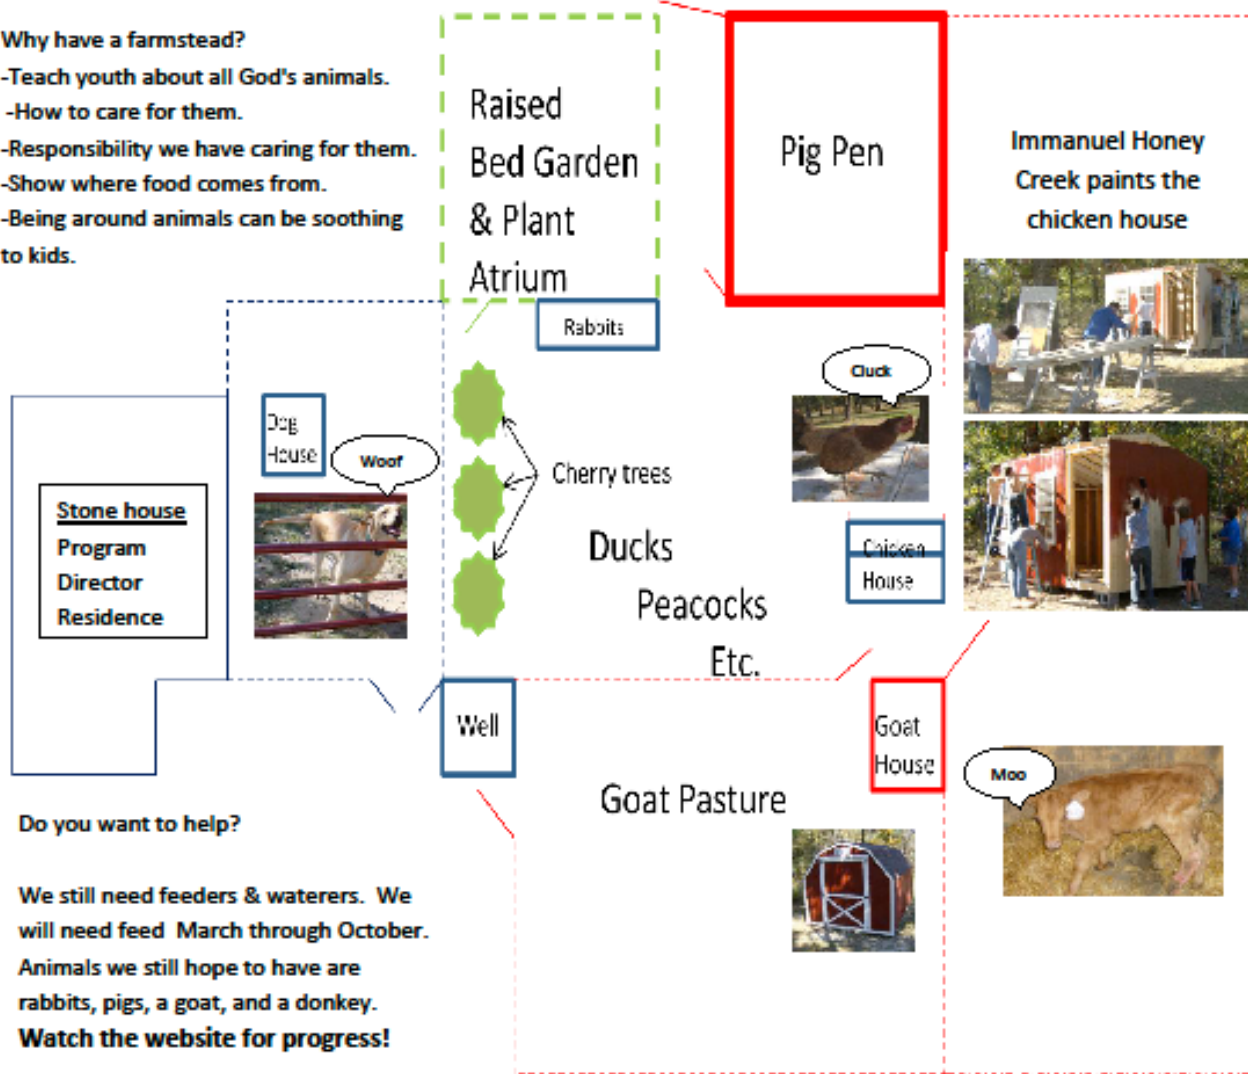 Why have a farmstead?
-Teach youth about all God's animals.
-How to care for them.
-Responsibility we have caring for them.
-Show where food comes from.
-Being around animals can be soothing
to kids.
Raised
Bed Garden
& Plant
Atrium
Pig Pen
Immanuel Honey
Creek paints the
chicken house
Rabbits
Cluck
Dog
House
Woof
Cherry trees
Stone house
Program
Director
Residence
Ducks
Peacocks
Etc.
Chicken
House
Well
Goat
House
Goat Pasture
Moo
Do you want to help?
We still need feeders & waterers. We
will need feed March through October.
Animals we still hope to have are
rabbits, pigs, a goat, and a donkey.
Watch the website for progress!